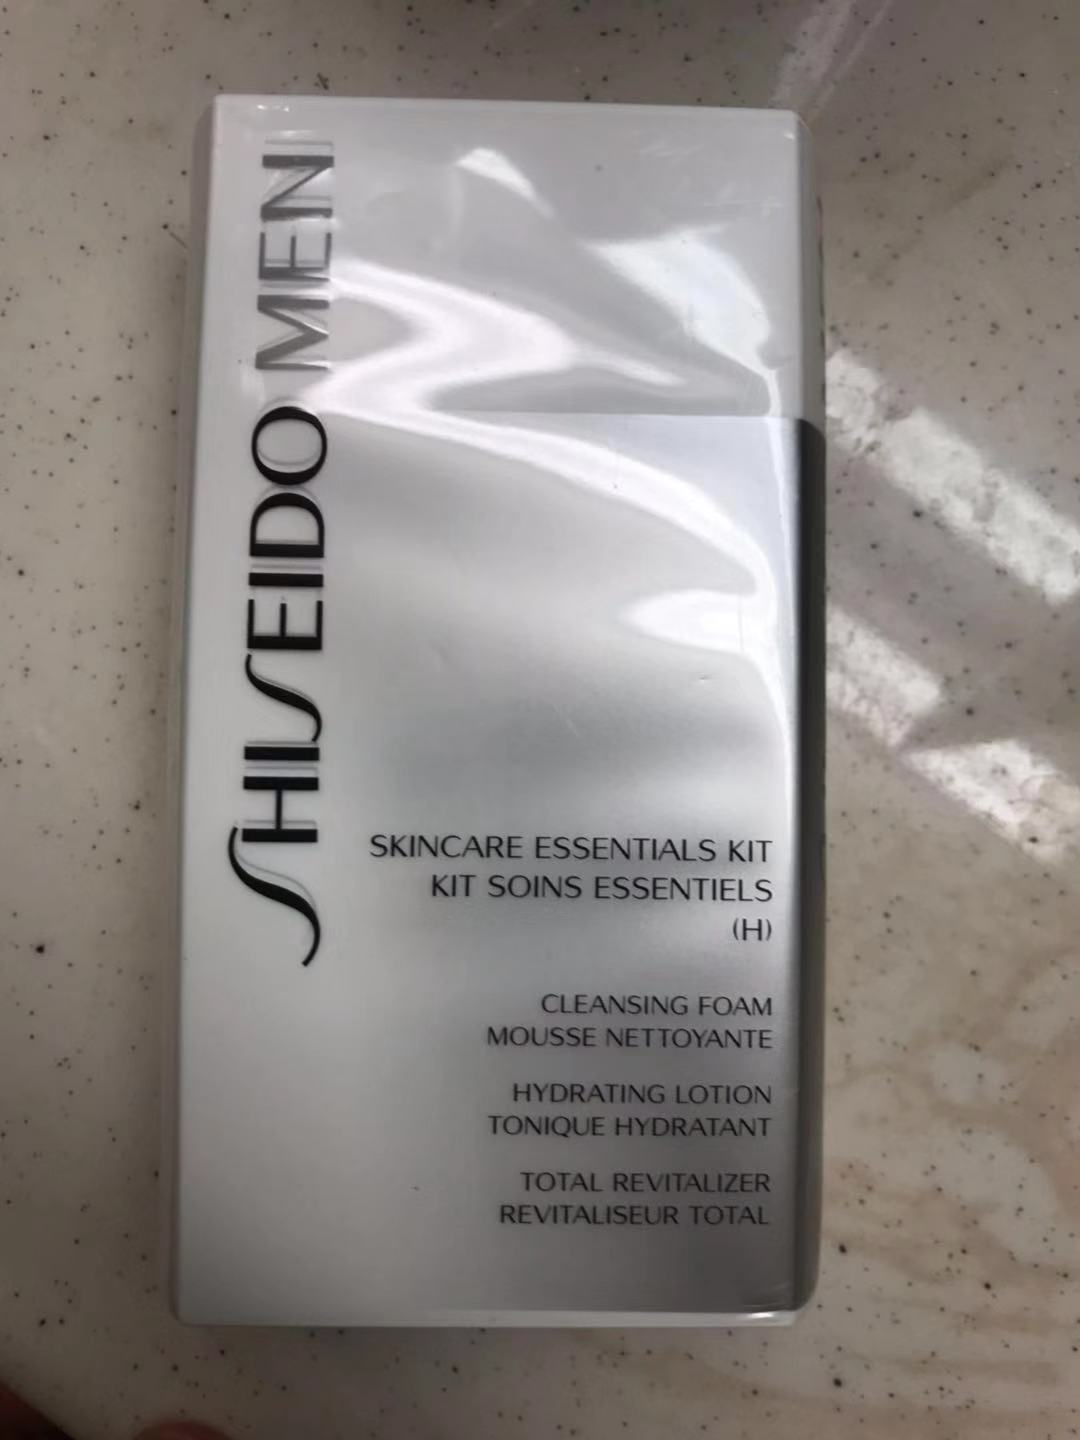 SHISEIDO MEN
SKINCARE ESSENTIALS KIT
KIT SOINS ESSENTIELS
(H)
CLEANSING FOAM
MOUSSE NETTOYANTE
HYDRATING LOTION
TONIQUE HYDRATANT
TOTAL REVITALIZER
REVITALISEUR TOTAL